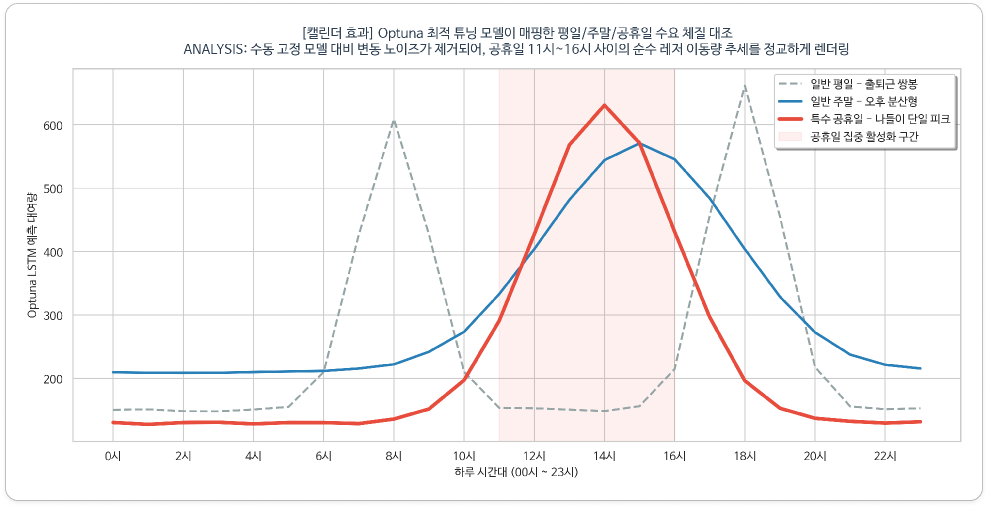 [캘린더 효과] Optuna 최적 튜닝 모델이 매핑한 평일/주말/공휴일 수요 체질 대조
ANALYSIS: 수동 고정 모델 대비 변동 노이즈가 제거되어, 공휴일 11시~16시 사이의 순수 레저 이동량 추세를 정교하게 렌더링
일반 평일 - 출퇴근 쌍봉
일반 주말 - 오후 분산형
특수 공휴일 - 나들이 단일 피크
공휴일 집중 활성화 구간
Optuna LSTM 예측 대여량
600
500
400
300
200
0시 2시 4시 6시 8시 10시 12시 14시 16시 18시 20시 22시
하루 시간대 (00시 ~ 23시)